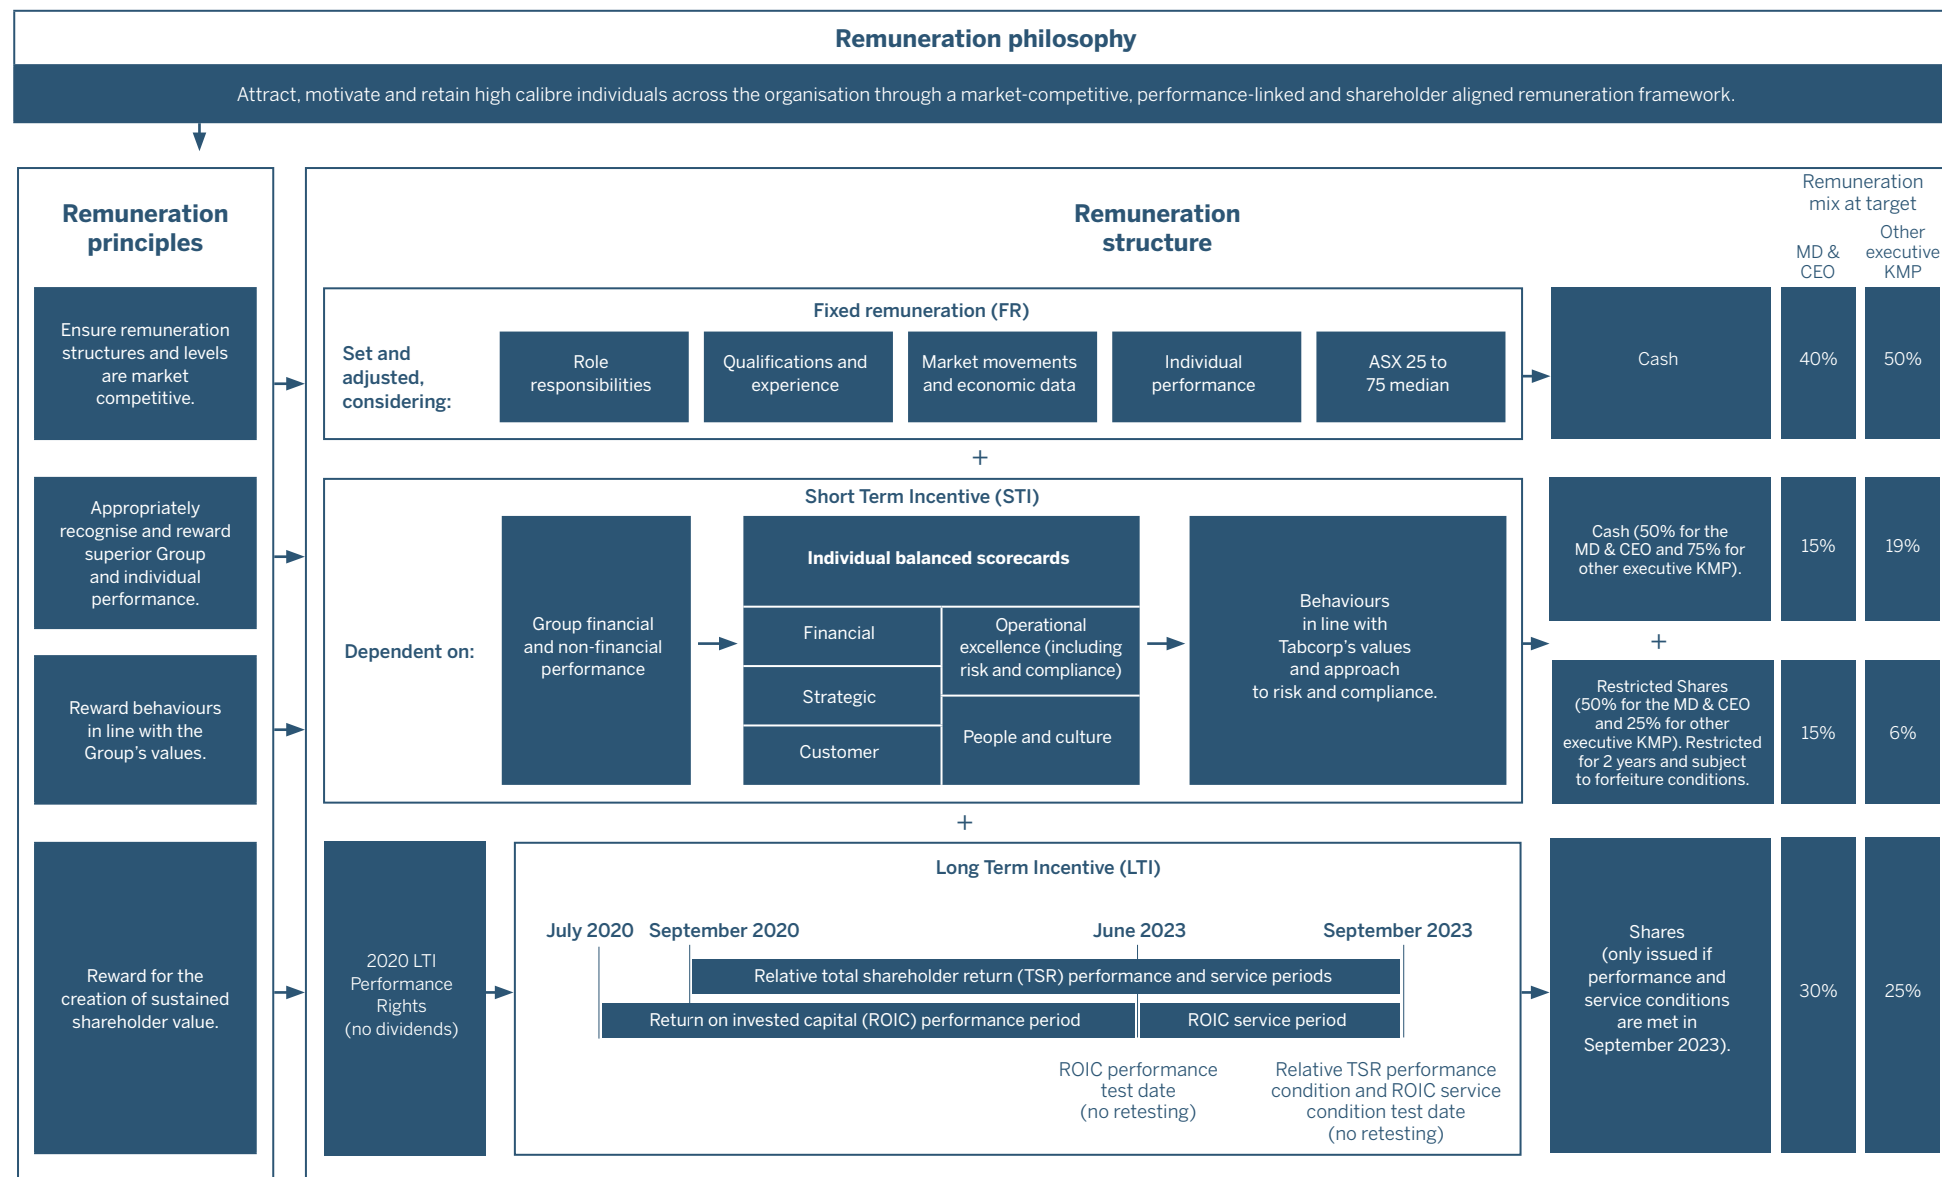 Remuneration philosophy
Attract, motivate and retain high calibre individuals across the organisation through a market-competitive, performance-linked and shareholder aligned remuneration framework.
Remuneration
principles
Ensure remuneration
structures and levels
are market
competitive.
Appropriately
recognise and reward
superior Group
and individual
performance.
Reward behaviours
in line with the
Group's values.
Reward for the
creation of sustained
shareholder value.
Remuneration
structure
Remuneration
mix at target
MD &
CEO
Other
executive
KMP
Fixed remuneration (FR)
Set and
adjusted,
considering:
Role
responsibilities
Qualifications and
experience
Market movements
and economic data
Individual
performance
ASX 25 to
75 median
Cash
40%
50%
+
Short Term Incentive (STI)
Dependent on:
Group financial
and non-financial
performance
Individual balanced scorecards
Financial
Strategic
Customer
Operational
excellence (including
risk and compliance)
People and culture
Behaviours
in line with
Tabcorp's values
and approach
to risk and compliance.
Cash (50% for the
MD & CEO and 75% for
other executive KMP).
15%
19%
+
Restricted Shares
(50% for the MD & CEO
and 25% for other
executive KMP). Restricted
for 2 years and subject
to forfeiture conditions.
15%
6%
+
2020 LTI
Performance
Rights
(no dividends)
Long Term Incentive (LTI)
July 2020
September 2020
June 2023
September 2023
Relative total shareholder return (TSR) performance and service periods
Return on invested capital (ROIC) performance period
ROIC service period
ROIC performance
test date
(no retesting)
Relative TSR performance
condition and ROIC service
condition test date
(no retesting)
Shares
(only issued if
performance and
service conditions
are met in
September 2023).
30%
25%